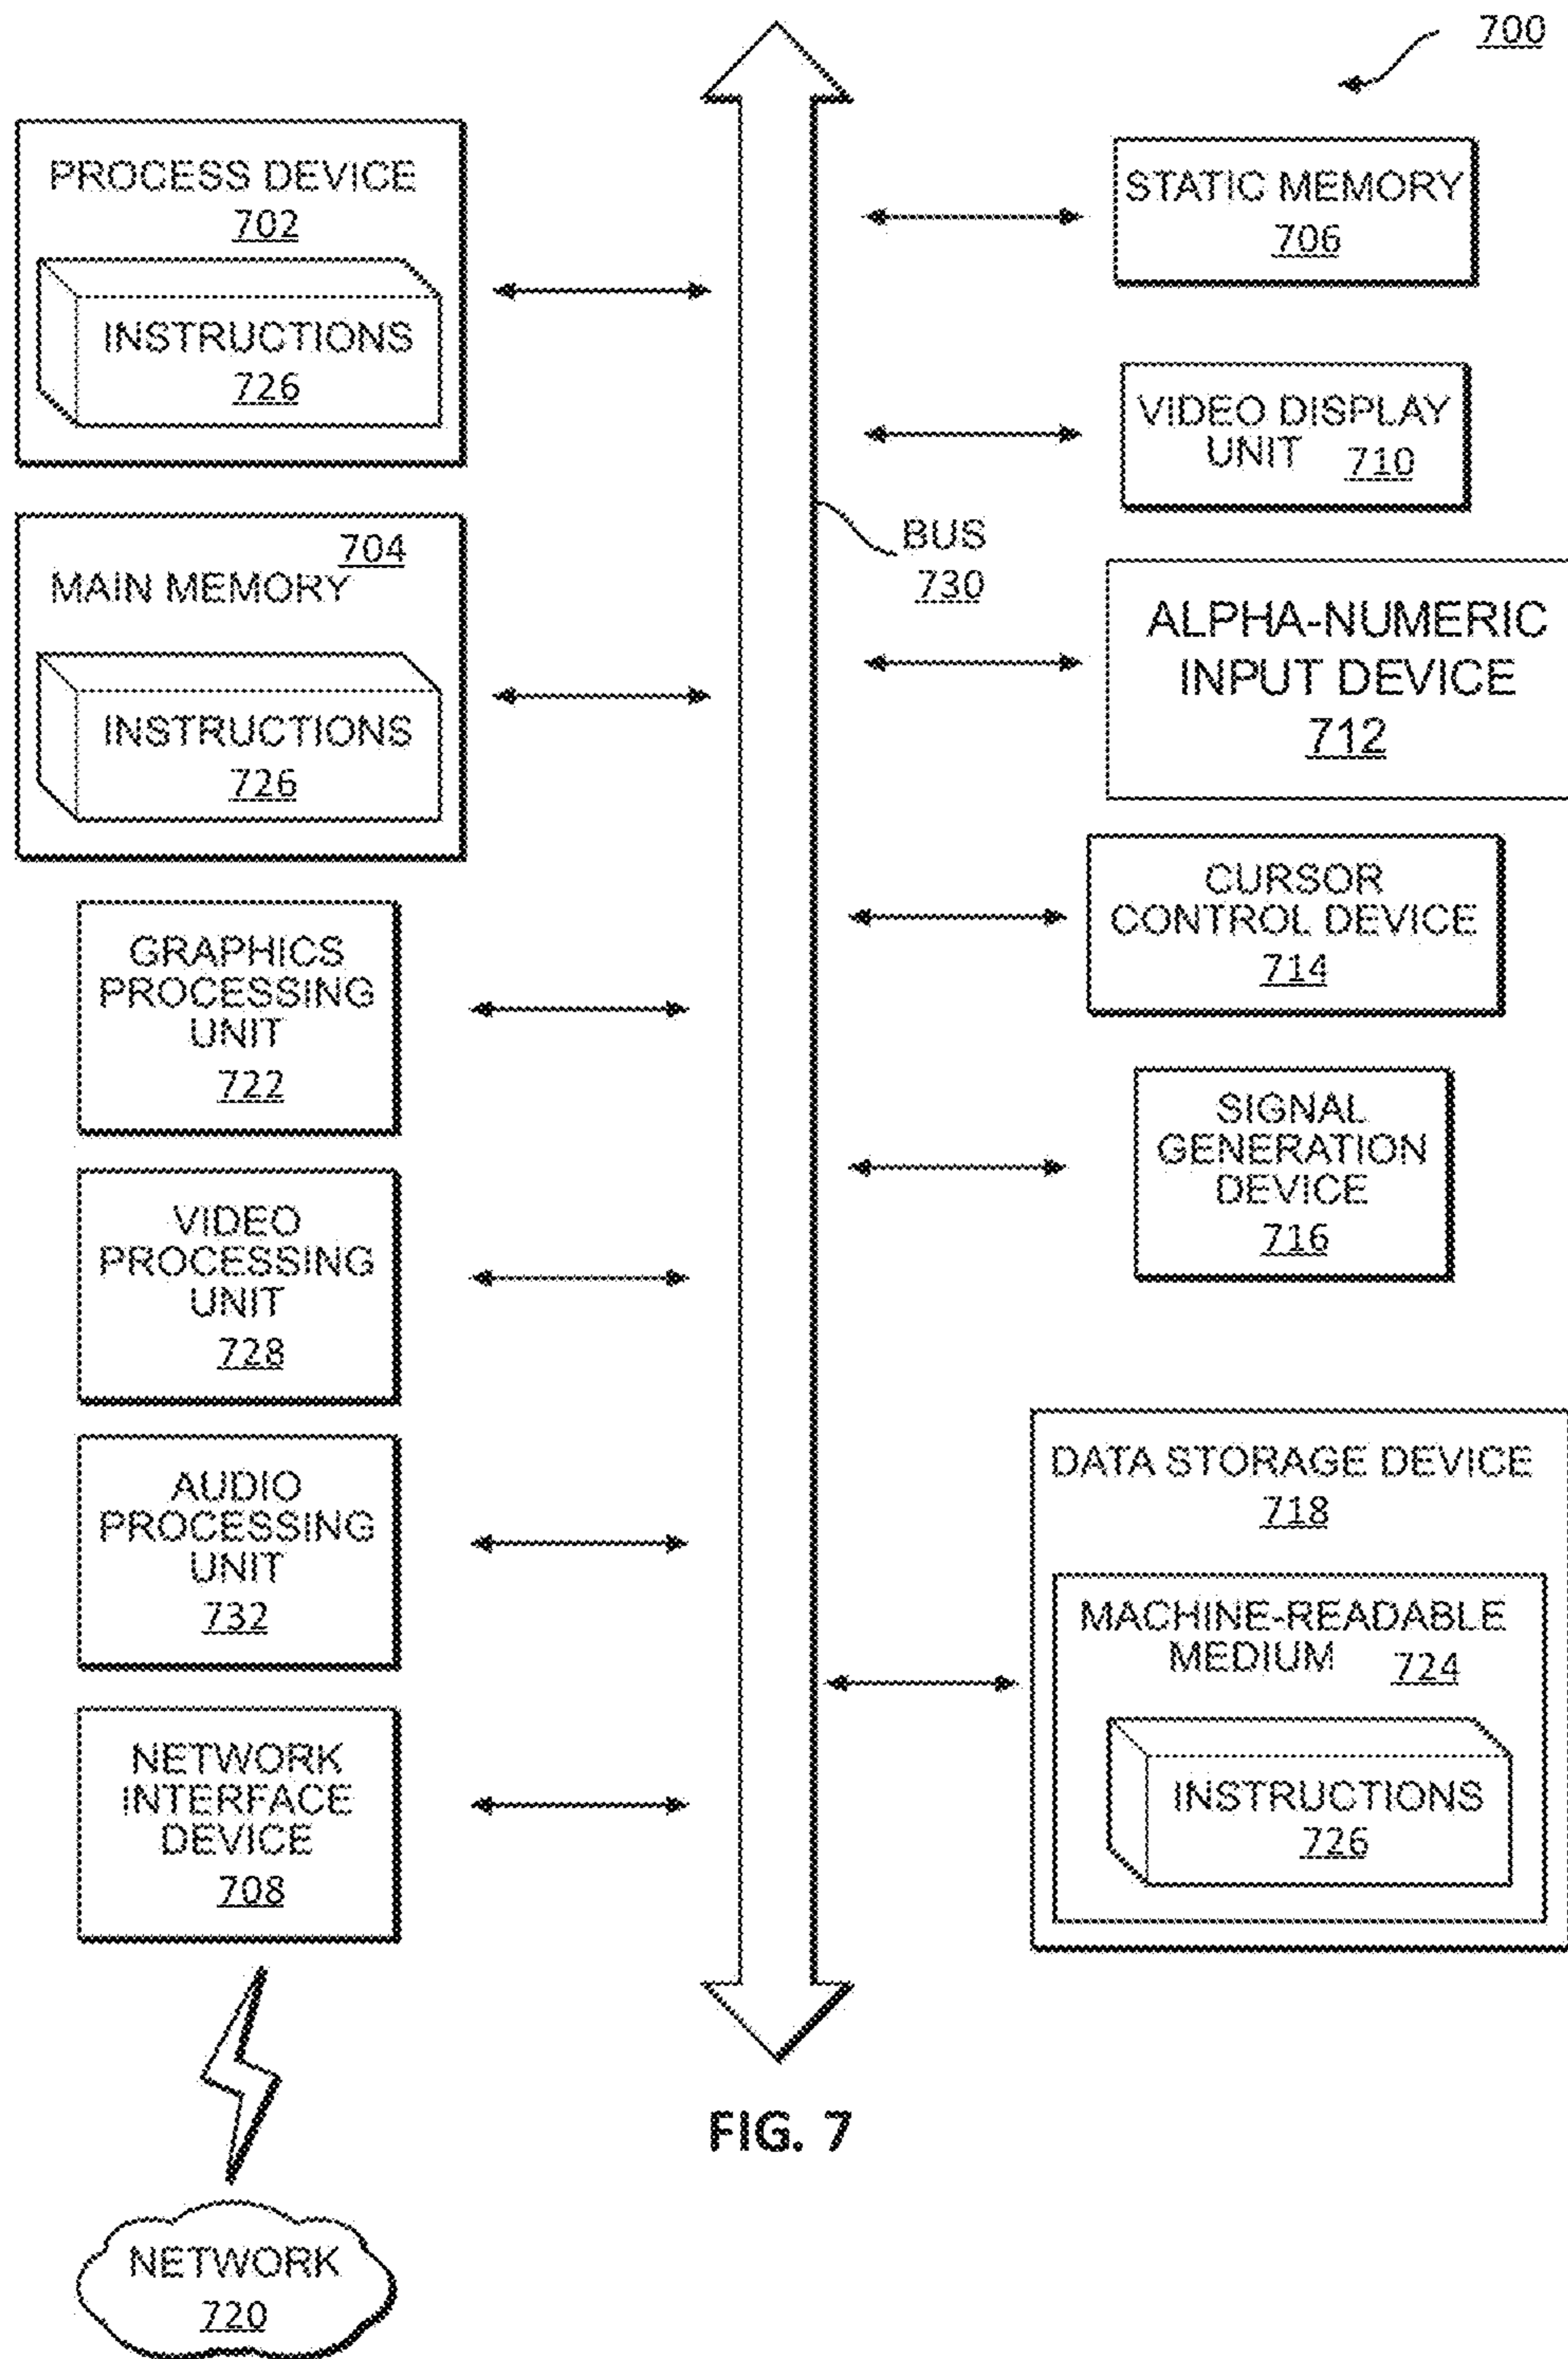 700
PROCESS DEVICE
702
INSTRUCTIONS
726
MAIN MEMORY
704
INSTRUCTIONS
726
GRAPHICS
PROCESSING
UNIT
722
VIDEO
PROCESSING
UNIT
728
AUDIO
PROCESSING
UNIT
732
NETWORK
INTERFACE
DEVICE
708
NETWORK
720
BUS
730
STATIC MEMORY
706
VIDEO DISPLAY
UNIT 710
ALPHA-NUMERIC
INPUT DEVICE
712
CURSOR
CONTROL DEVICE
714
SIGNAL
GENERATION
DEVICE
716
DATA STORAGE DEVICE
718
MACHINE-READABLE
MEDIUM 724
INSTRUCTIONS
726
FIG. 7